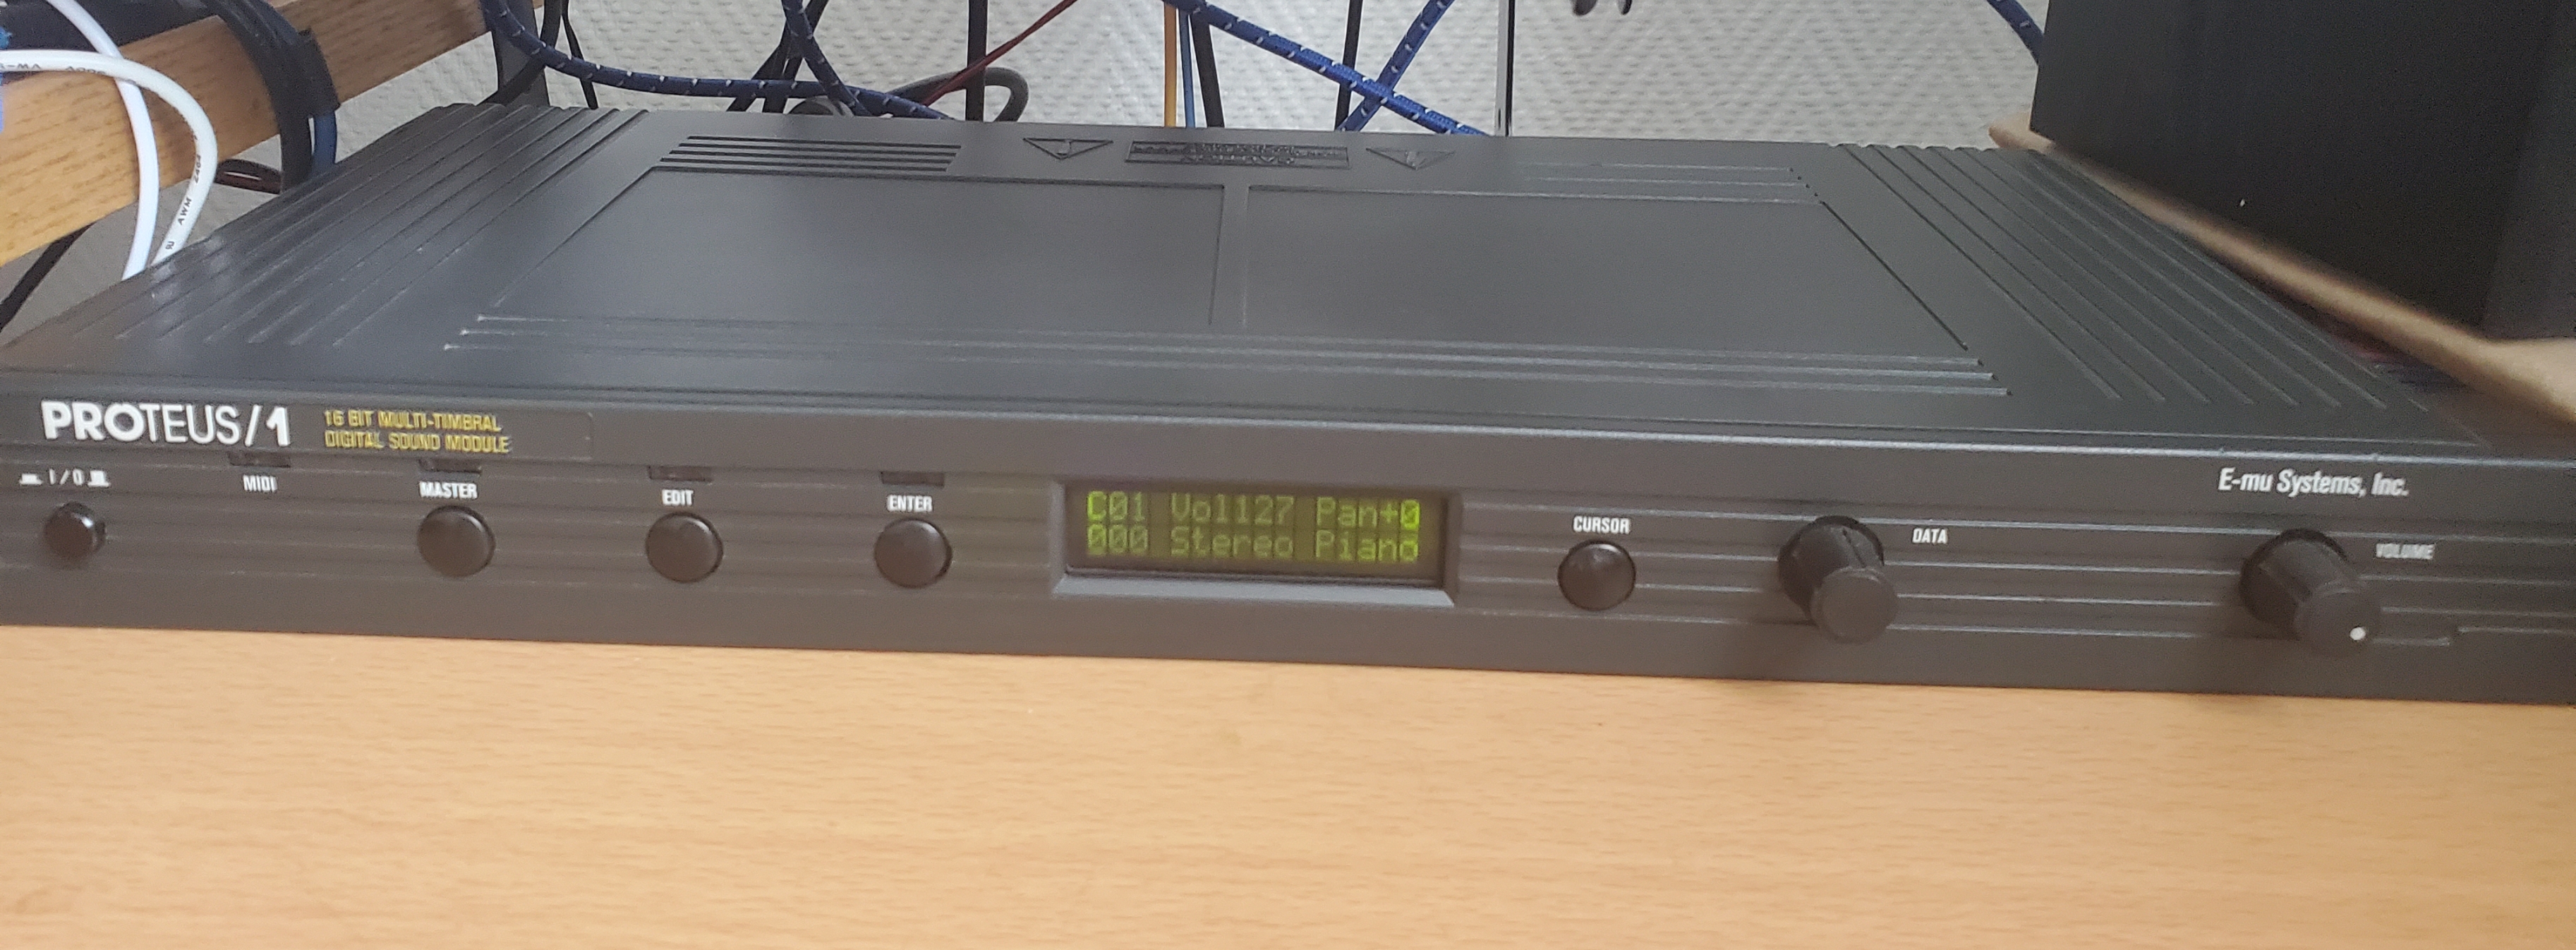 PROTEUS/1
16 BIT MULTI-TIMBRAL
DIGITAL SOUND MODULE
I/O
MIDI
MASTER
EDIT
ENTER
C01 Vol127 Pan+0
000 Stereo Piano
CURSOR
DATA
E-mu Systems, Inc.
VOLUME
AWM